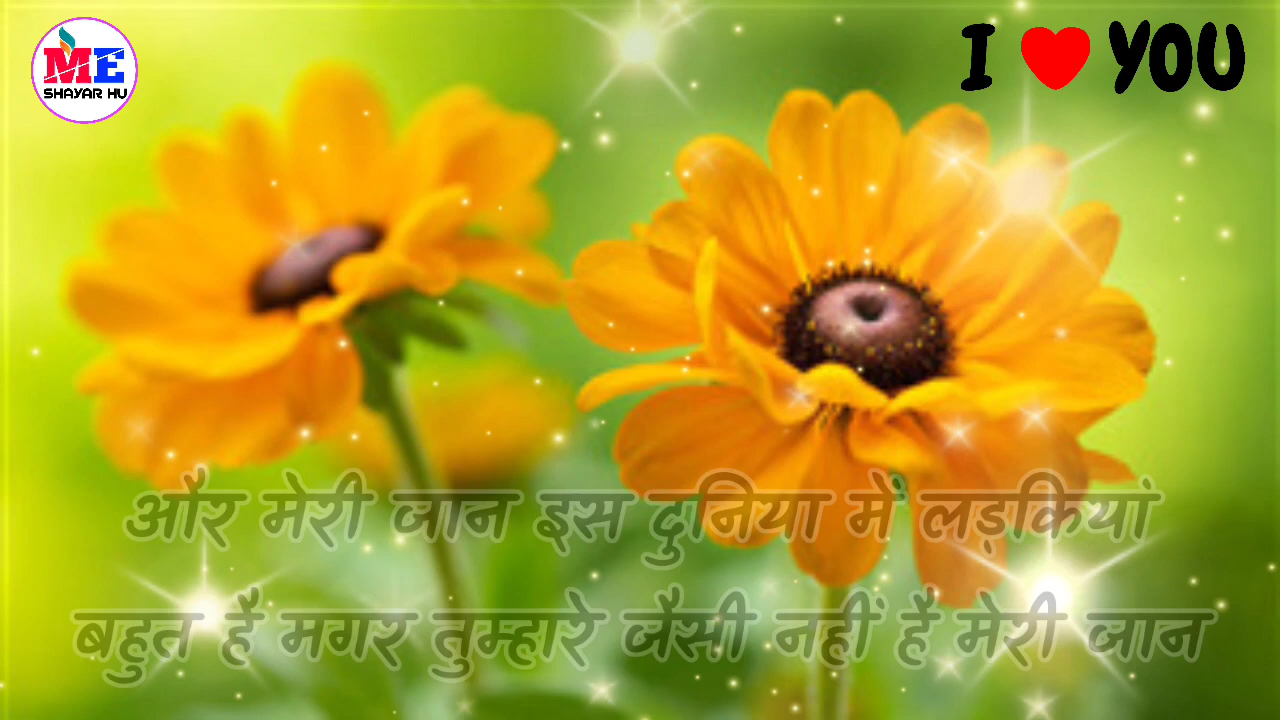 ME
SHAYAR HU
I ❤ YOU
और मेरी जान इस दुनिया मे लड़कियां
बहुत हैं मगर तुम्हारे जैसी नहीं हैं मेरी जान